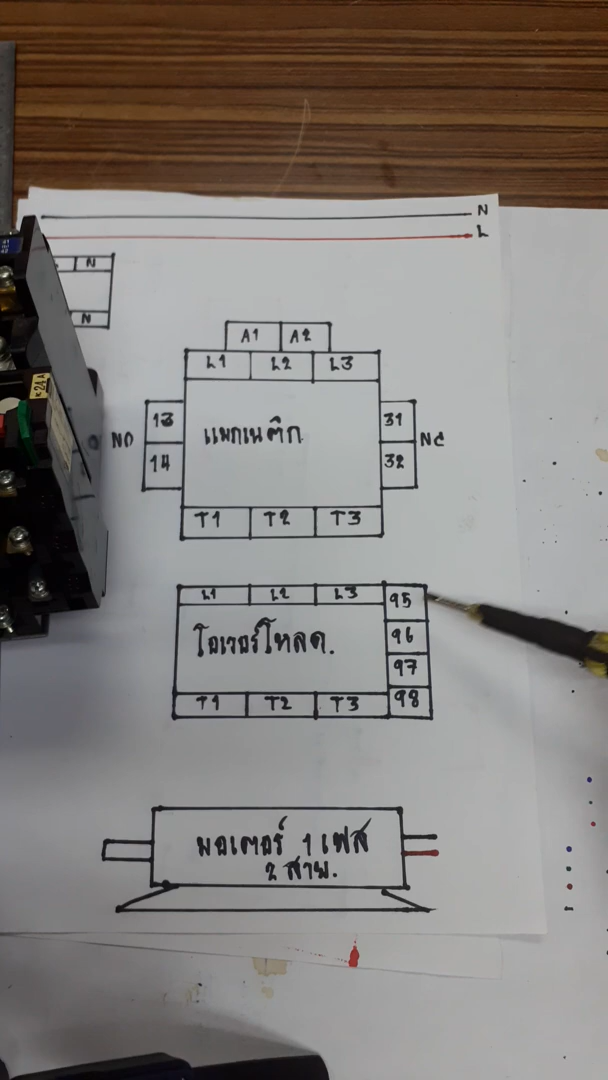 N
L
N
N
A1 A2
L1 L2 L3
13
14
NO
แมกเนติก
31
32
NC
T1 T2 T3
L1 L2 L3
95
96
97
98
โอเวอร์โหลด.
T1 T2 T3
มอเตอร์ 1 เฟส
2 สาย.
24A